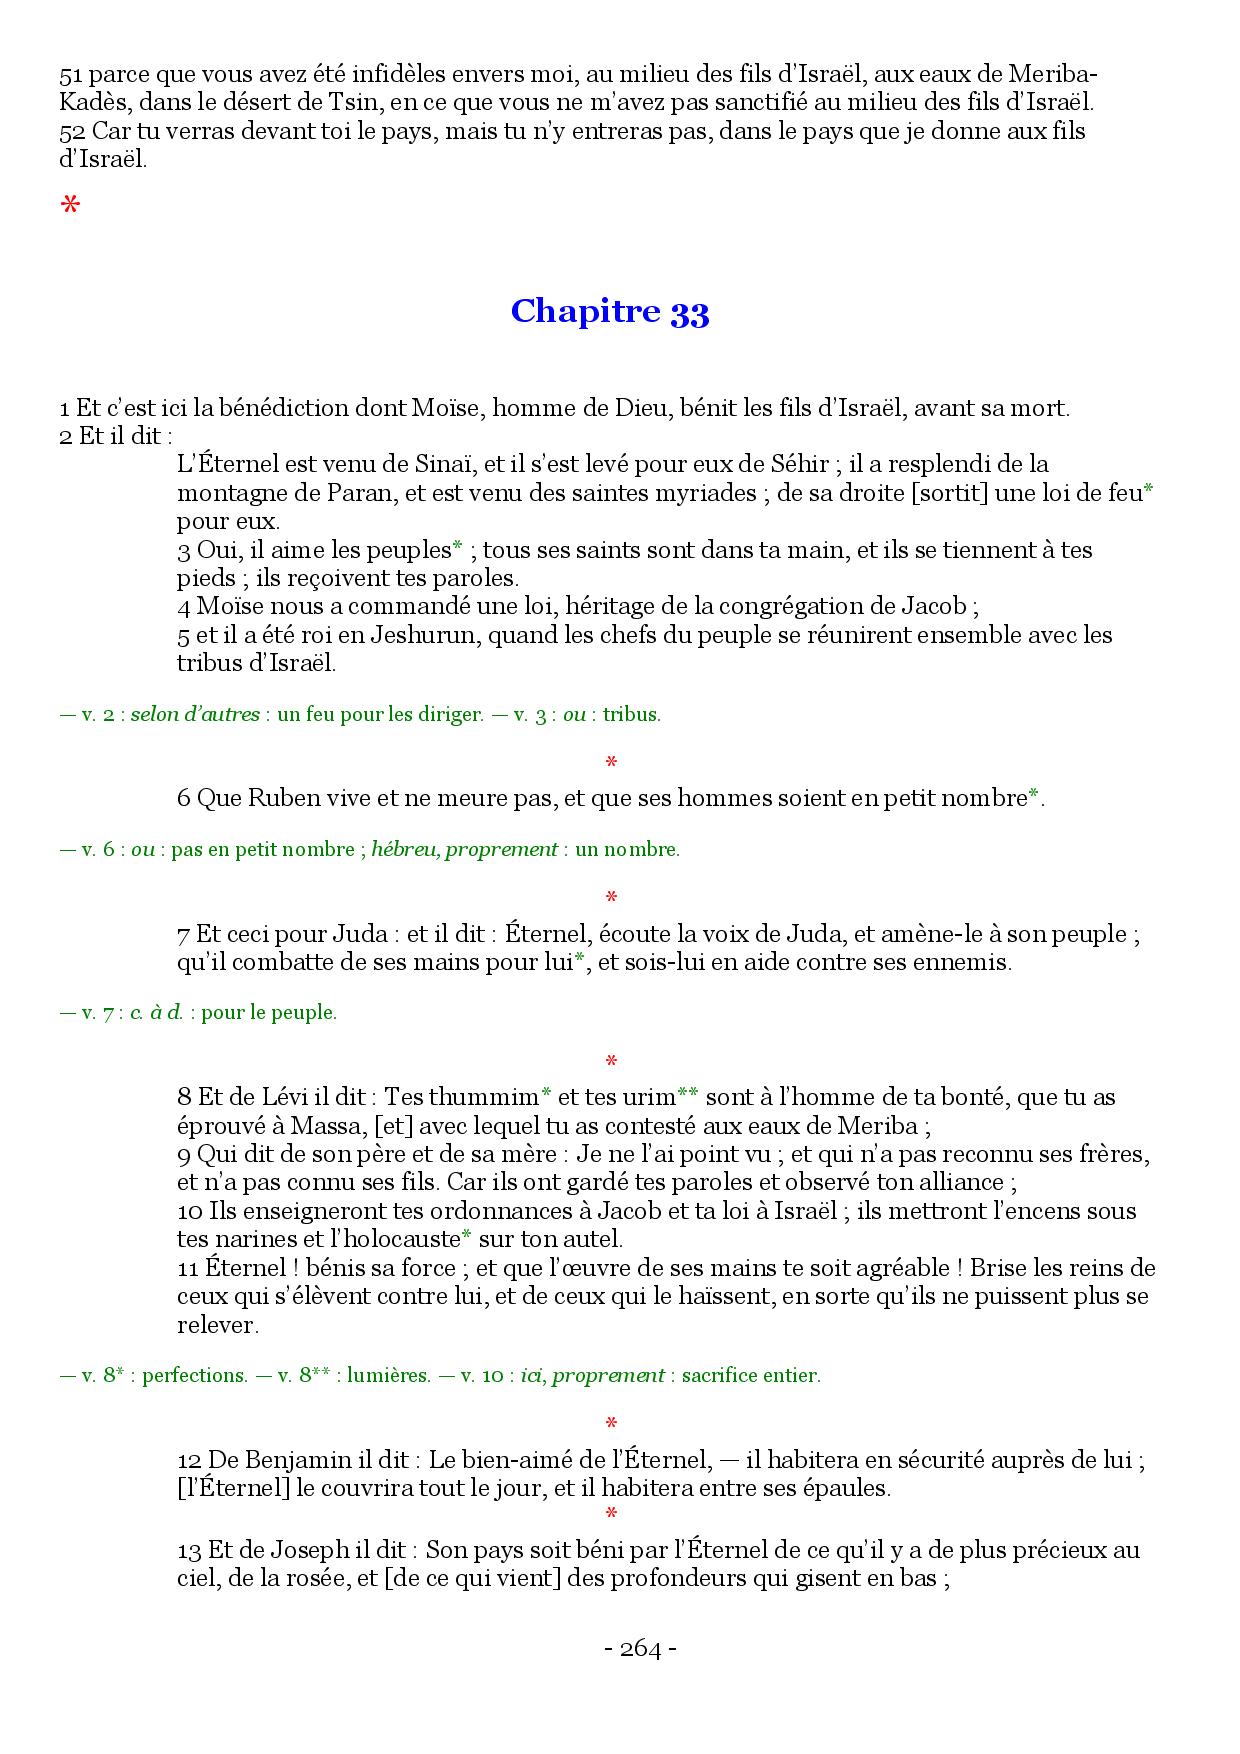 51 parce que vous avez été infidèles envers moi, au milieu des fils d’Israël, aux eaux de Meriba-
Kadès, dans le désert de Tsin, en ce que vous ne m’avez pas sanctifié au milieu des fils d’Israël.
52 Car tu verras devant toi le pays, mais tu n’y entreras pas, dans le pays que je donne aux fils
d’Israël.
*
Chapitre 33
1 Et c’est ici la bénédiction dont Moïse, homme de Dieu, bénit les fils d’Israël, avant sa mort.
2 Et il dit :
L’Éternel est venu de Sinaï, et il s’est levé pour eux de Séhir ; il a resplendi de la
montagne de Paran, et est venu des saintes myriades ; de sa droite [sortit] une loi de feu*
pour eux.
3 Oui, il aime les peuples* ; tous ses saints sont dans ta main, et ils se tiennent à tes
pieds ; ils reçoivent tes paroles.
4 Moïse nous a commandé une loi, héritage de la congrégation de Jacob ;
5 et il a été roi en Jeshurun, quand les chefs du peuple se réunirent ensemble avec les
tribus d’Israël.
— v. 2 : selon d’autres : un feu pour les diriger. — v. 3 : ou : tribus.
*
6 Que Ruben vive et ne meure pas, et que ses hommes soient en petit nombre*.
— v. 6 : ou : pas en petit nombre ; hébreu, proprement : un nombre.
*
7 Et ceci pour Juda : et il dit : Éternel, écoute la voix de Juda, et amène-le à son peuple ;
qu’il combatte de ses mains pour lui*, et sois-lui en aide contre ses ennemis.
— v. 7 : c. à d. : pour le peuple.
*
8 Et de Lévi il dit : Tes thummim* et tes urim** sont à l’homme de ta bonté, que tu as
éprouvé à Massa, [et] avec lequel tu as contesté aux eaux de Meriba ;
9 Qui dit de son père et de sa mère : Je ne l’ai point vu ; et qui n’a pas reconnu ses frères,
et n’a pas connu ses fils. Car ils ont gardé tes paroles et observé ton alliance ;
10 Ils enseigneront tes ordonnances à Jacob et ta loi à Israël ; ils mettront l’encens sous
tes narines et l’holocauste* sur ton autel.
11 Éternel ! bénis sa force ; et que l’œuvre de ses mains te soit agréable ! Brise les reins de
ceux qui s’élèvent contre lui, et de ceux qui le haïssent, en sorte qu’ils ne puissent plus se
relever.
— v. 8* : perfections. — v. 8** : lumières. — v. 10 : ici, proprement : sacrifice entier.
*
12 De Benjamin il dit : Le bien-aimé de l’Éternel, — il habitera en sécurité auprès de lui ;
[l’Éternel] le couvrira tout le jour, et il habitera entre ses épaules.
*
13 Et de Joseph il dit : Son pays soit béni par l’Éternel de ce qu’il y a de plus précieux au
ciel, de la rosée, et [de ce qui vient] des profondeurs qui gisent en bas ;
- 264 -